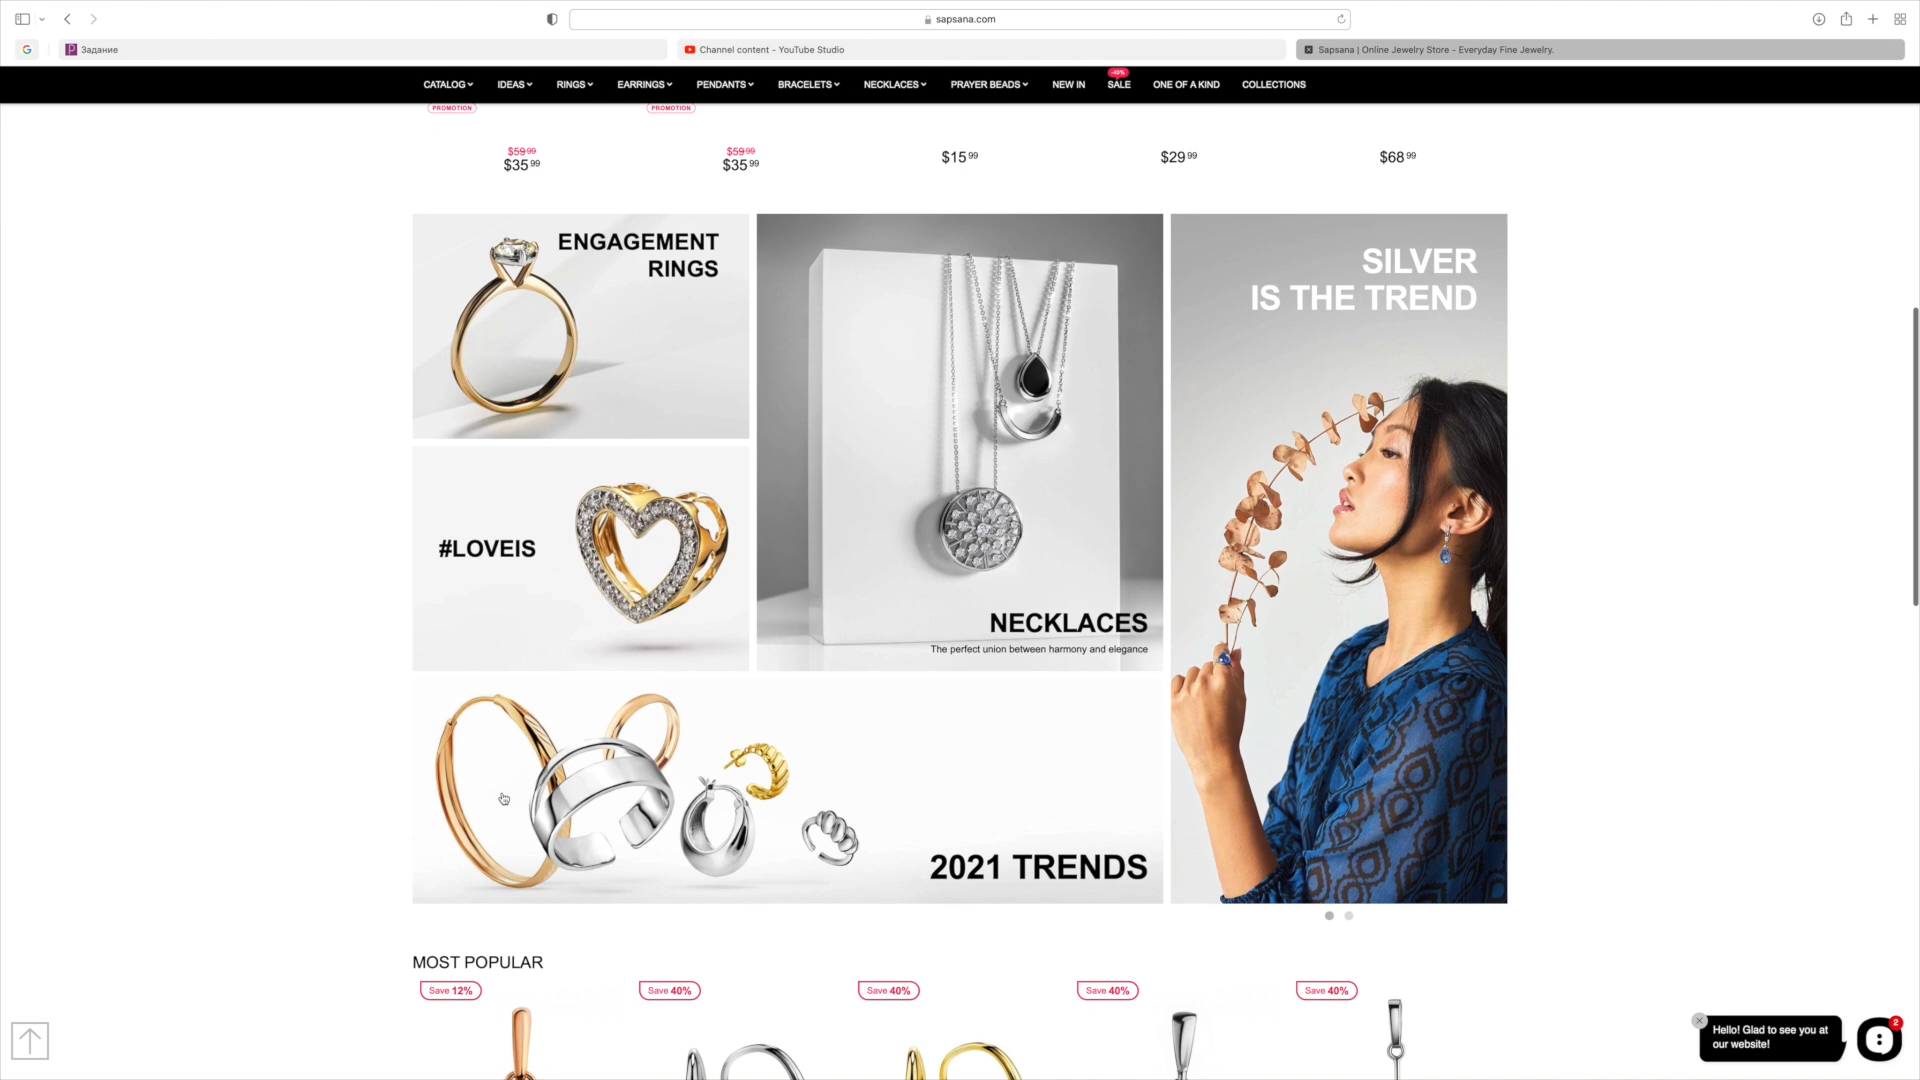 sapsana.com
Задание
Channel content - YouTube Studio
Sapsana | Online Jewelry Store - Everyday Fine Jewelry.
-40%
CATALOG IDEAS RINGS EARRINGS PENDANTS BRACELETS NECKLACES PRAYER BEADS NEW IN SALE ONE OF A KIND COLLECTIONS
PROMOTION PROMOTION
$59 99 $59 99
$35 99 $35 99 $15 99 $29 99 $68 99
ENGAGEMENT
RINGS
SILVER
IS THE TREND
#LOVEIS
NECKLACES
The perfect union between harmony and elegance
2021 TRENDS
MOST POPULAR
Save 12% Save 40% Save 40% Save 40% Save 40%
Hello! Glad to see you at
our website!
2